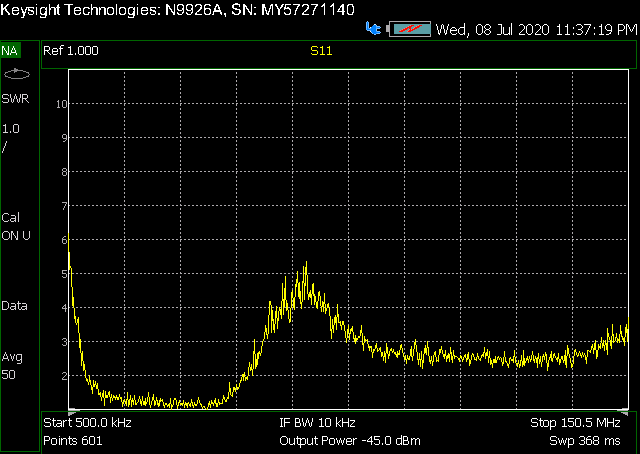 Keysight Technologies: N9926A, SN: MY57271140
Wed, 08 Jul 2020 11:37:19 PM
NA
Ref 1.000
S11
SWR
1.0
/
Cal
ON U
Data
Avg
50
10
9
8
7
6
5
4
3
2
Start 500.0 kHz
IF BW 10 kHz
Stop 150.5 MHz
Points 601
Output Power -45.0 dBm
Swp 368 ms